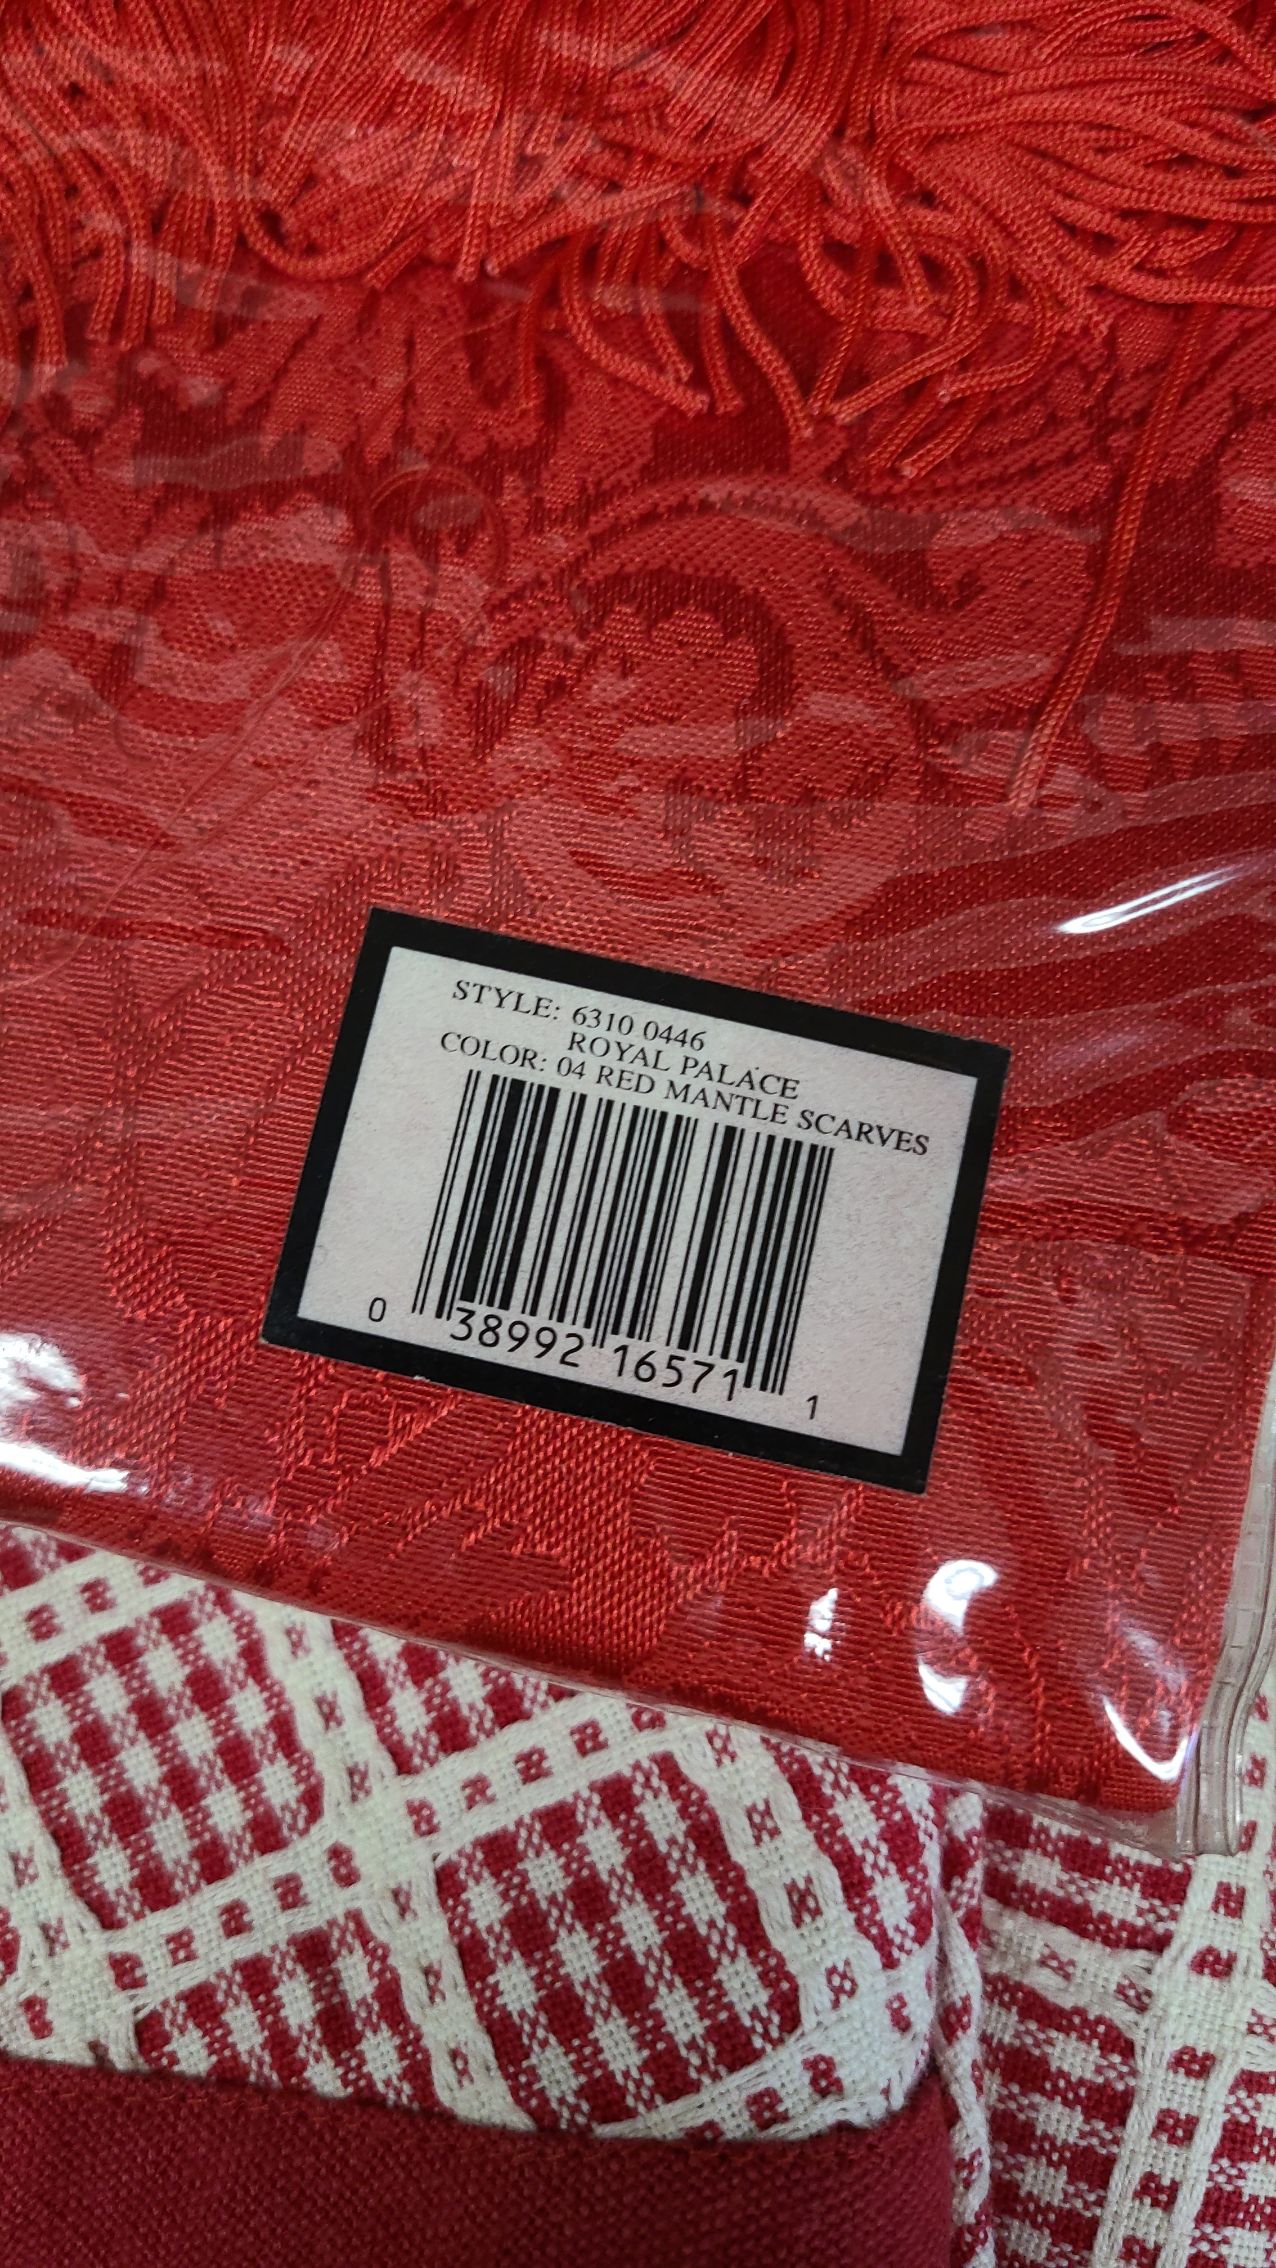 STYLE: 6310 0446
ROYAL PALACE
COLOR: 04 RED MANTLE SCARVES
0 38992 16571 1